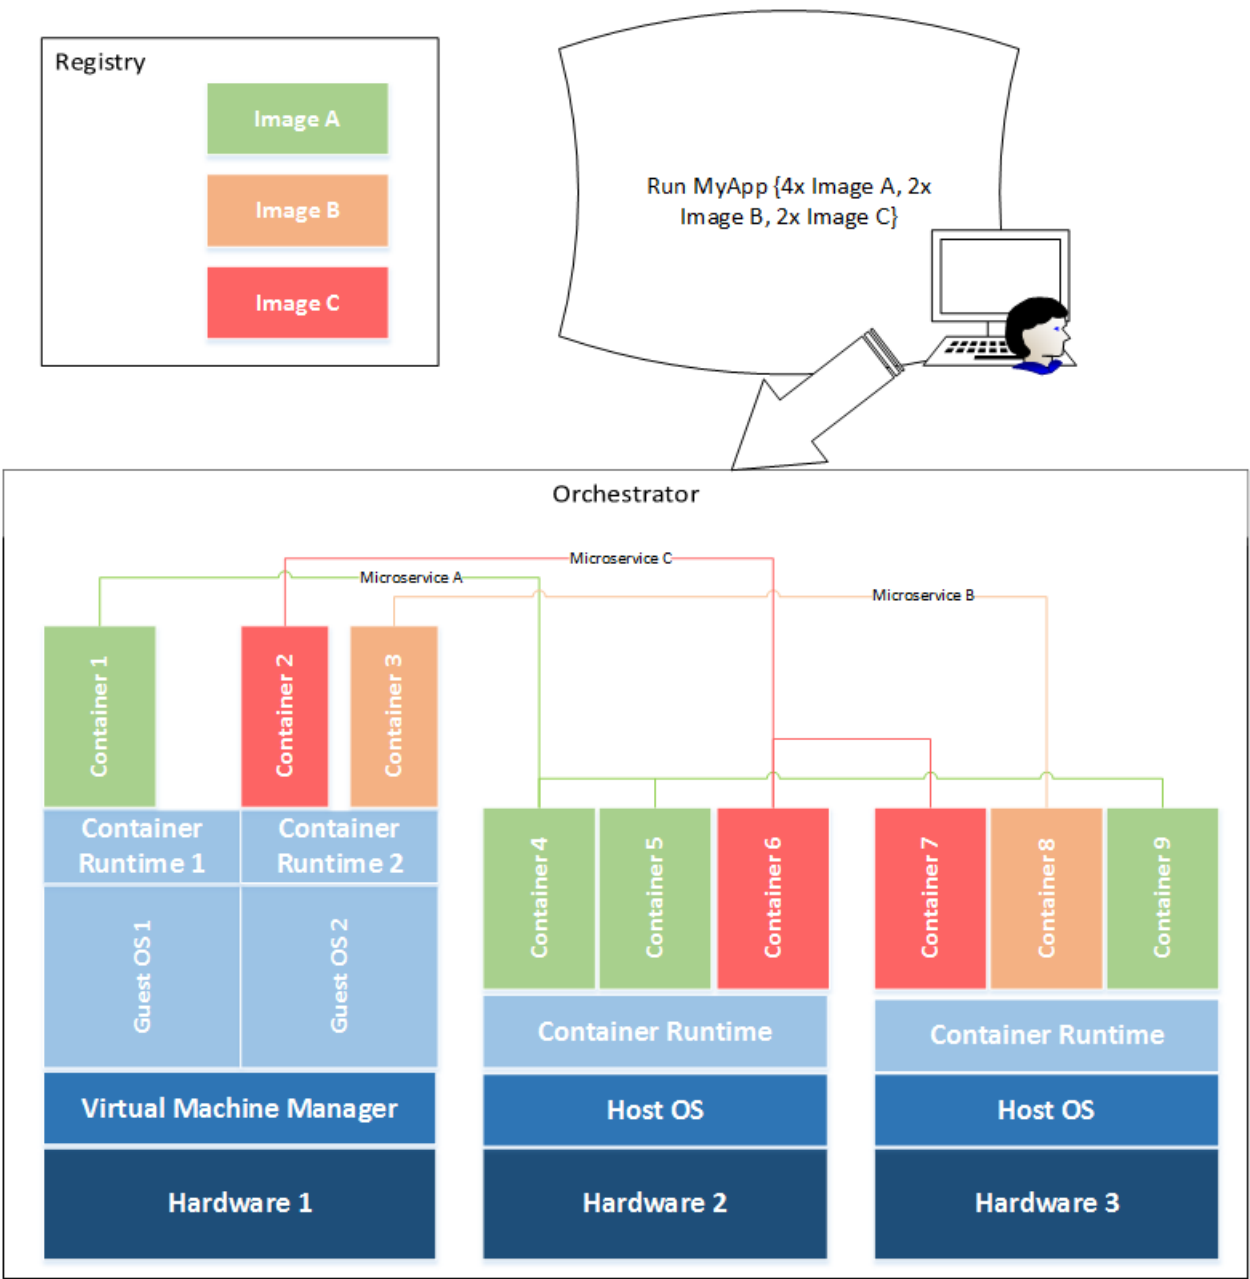 Registry
Image A
Image B
Image C
Run MyApp {4x Image A, 2x
Image B, 2x Image C}
Orchestrator
Microservice C
Microservice A
Microservice B
Container 1
Container 2
Container 3
Container
Runtime 1
Container
Runtime 2
Guest OS 1
Guest OS 2
Virtual Machine Manager
Hardware 1
Container 4
Container 5
Container 6
Container Runtime
Host OS
Hardware 2
Container 7
Container 8
Container 9
Container Runtime
Host OS
Hardware 3